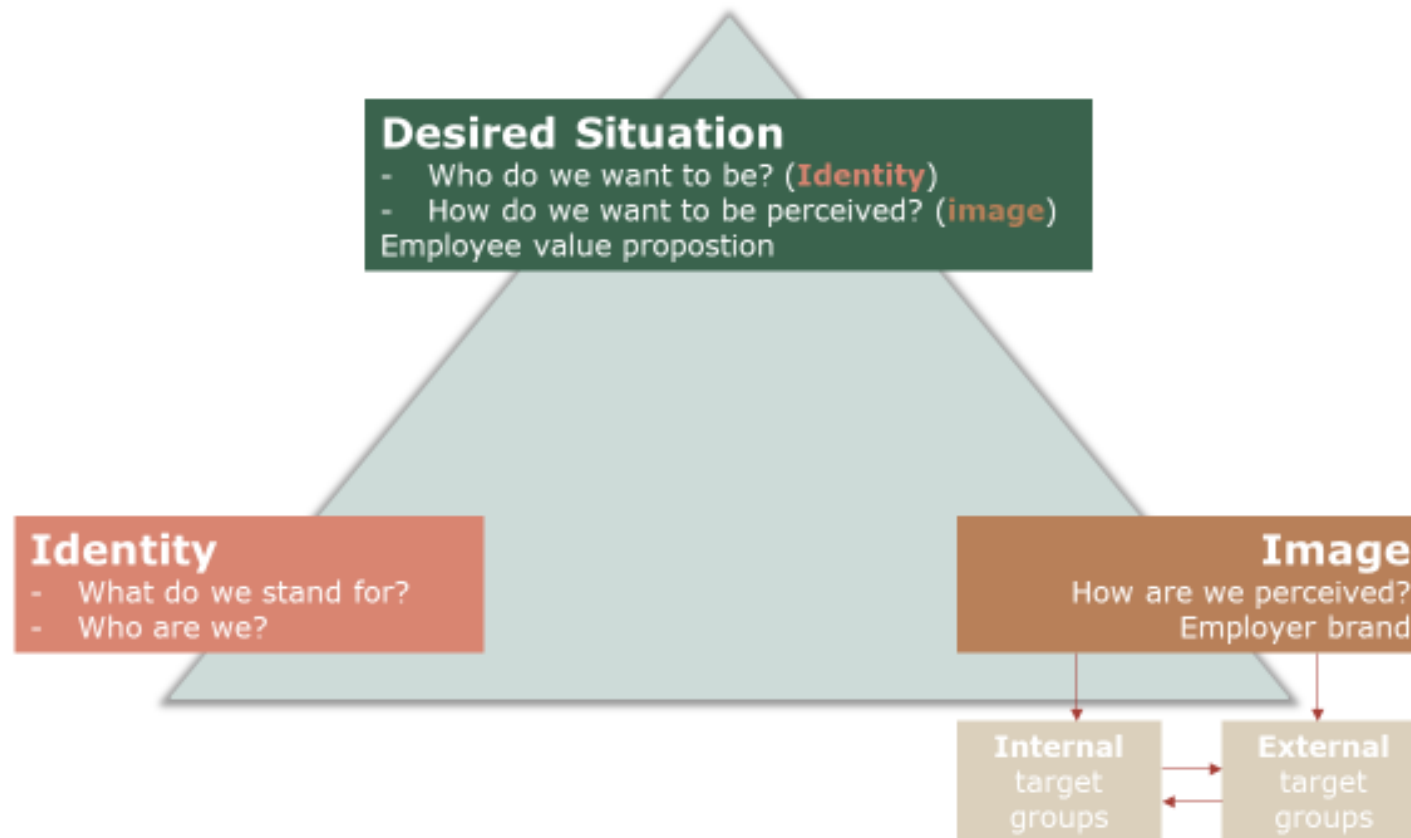 Desired Situation
- Who do we want to be? (Identity)
- How do we want to be perceived? (image)
Employee value propostion
Identity
- What do we stand for?
- Who are we?
Image
How are we perceived?
Employer brand
Internal
target
groups
External
target
groups